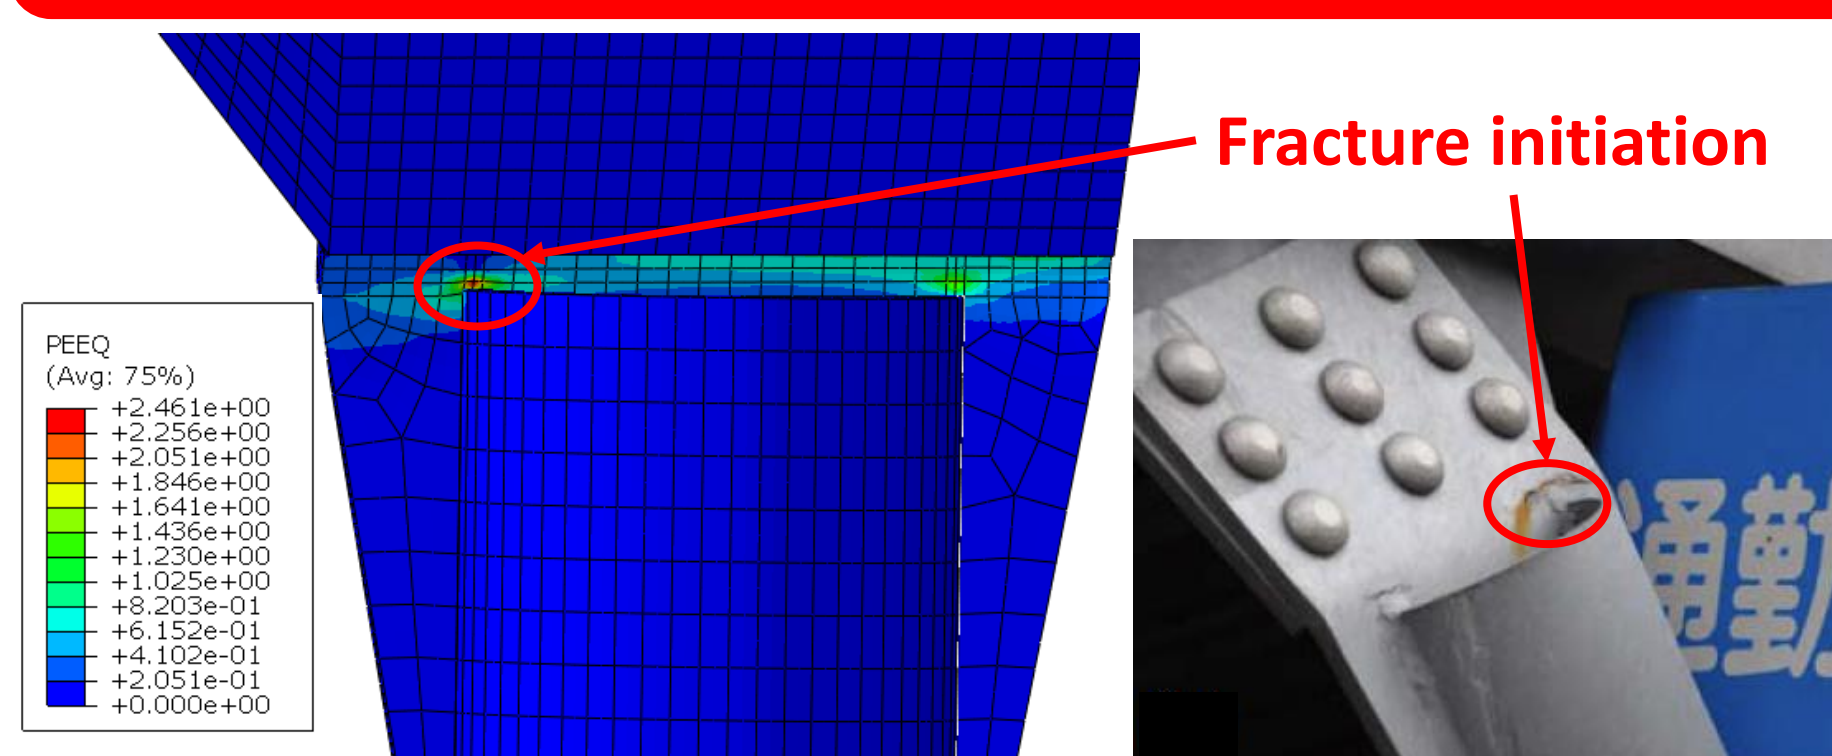 Fracture initiation
PEEQ
(Avg: 75%)
+2.461e+00
+2.256e+00
+2.051e+00
+1.846e+00
+1.641e+00
+1.436e+00
+1.230e+00
+1.025e+00
+8.203e-01
+6.152e-01
+4.102e-01
+2.051e-01
+0.000e+00
通勤